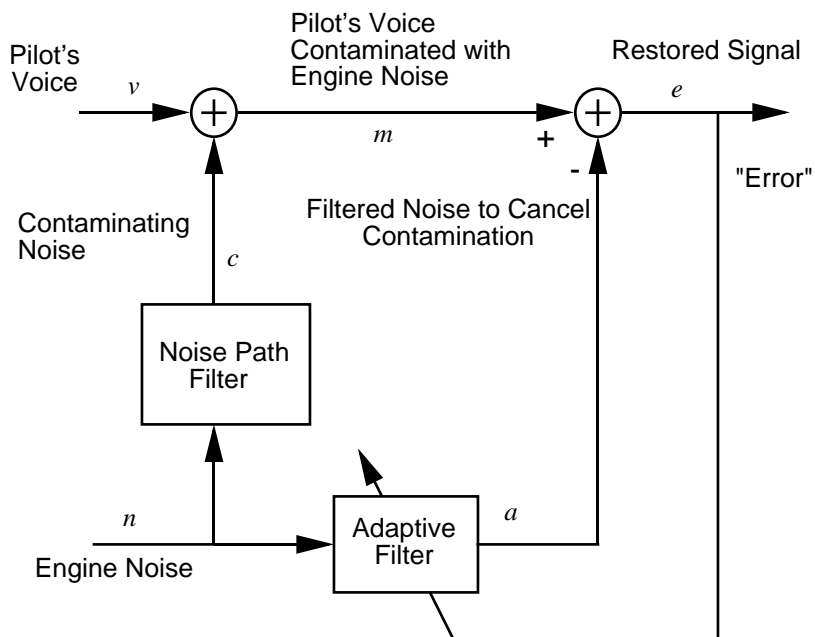 Pilot's Voice
Contaminated with
Engine Noise
Restored Signal
Pilot's
Voice
v
+
m
+
+
e
-
"Error"
Filtered Noise to Cancel
Contamination
Contaminating
Noise
c
Noise Path
Filter
n
Engine Noise
Adaptive
Filter
a